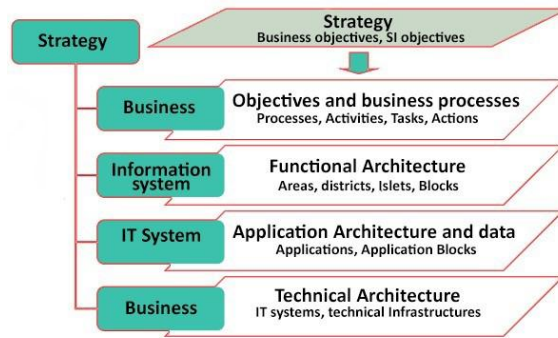 Strategy
Strategy
Business objectives, SI objectives
Business
Objectives and business processes
Processes, Activities, Tasks, Actions
Information
system
Functional Architecture
Areas, districts, Islets, Blocks
IT System
Application Architecture and data
Applications, Application Blocks
Business
Technical Architecture
IT systems, technical Infrastructures